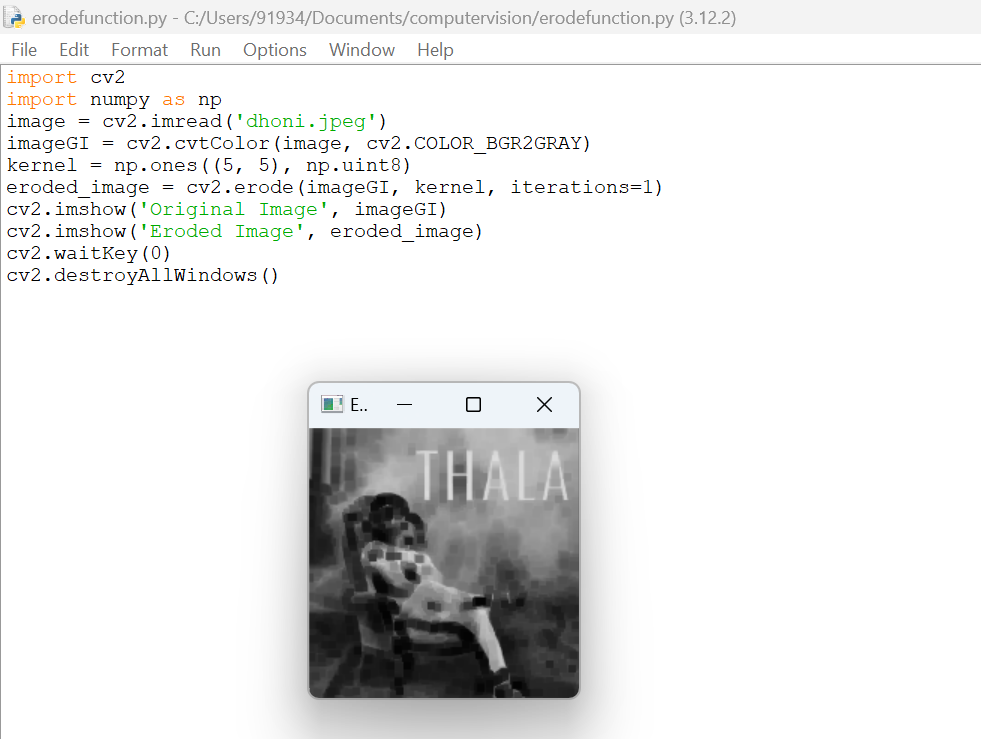 erodefunction.py - C:/Users/91934/Documents/computervision/erodefunction.py (3.12.2)
File Edit Format Run Options Window Help
import cv2
import numpy as np
image = cv2.imread('dhoni.jpeg')
imageGI = cv2.cvtColor(image, cv2.COLOR_BGR2GRAY)
kernel = np.ones((5, 5), np.uint8)
eroded_image = cv2.erode(imageGI, kernel, iterations=1)
cv2.imshow('Original Image', imageGI)
cv2.imshow('Eroded Image', eroded_image)
cv2.waitKey(0)
cv2.destroyAllWindows()
E..
THALA